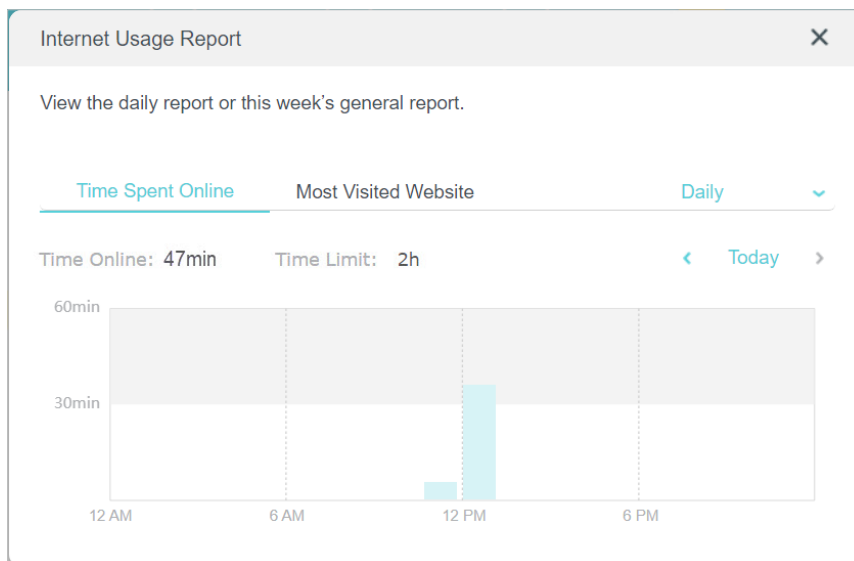 Internet Usage Report
View the daily report or this week's general report.
Time Spent Online Most Visited Website Daily
Time Online: 47min Time Limit: 2h Today
60min
30min
12 AM 6 AM 12 PM 6 PM